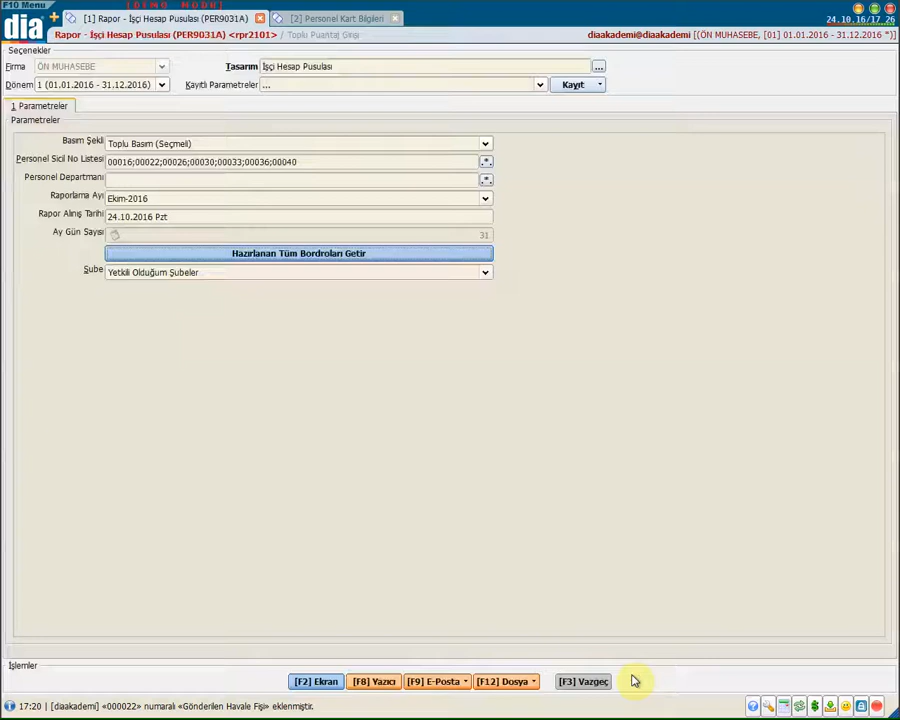 F10 Menu
[DEMO MODE]
dia
[1] Rapor - İşçi Hesap Pusulası (PER9031A)
[2] Personel Kart Bilgileri
24.10.16/17 26
Rapor - İşçi Hesap Pusulası (PER9031A) <rpr2101> / Toplu Puantaj Girişi
diaakademi@diaakademi [(ÖN MUHASEBE, [01] 01.01.2016 - 31.12.2016 *)]
Seçenekler
Firma ÖN MUHASEBE
Tasarım İşçi Hesap Pusulası ...
Dönem 1 (01.01.2016 - 31.12.2016)
Kayıtlı Parametreler ...
Kayıt
1 Parametreler
Parametreler
Basım Şekli Toplu Basım (Seçmeli)
Personel Sicil No Listesi 00016;00022;00026;00030;00033;00036;00040
Personel Departmanı
Raporlama Ayı Ekim-2016
Rapor Alınış Tarihi 24.10.2016 Pzt
Ay Gün Sayısı 31
Hazırlanan Tüm Bordroları Getir
Şube Yetkili Olduğum Şubeler
İşlemler
[F2] Ekran [F8] Yazıcı [F9] E-Posta [F12] Dosya [F3] Vazgeç
17:20 | [daakademi] «000022» numaralı «Gönderilen Havale Fişi» eklenmiştir.